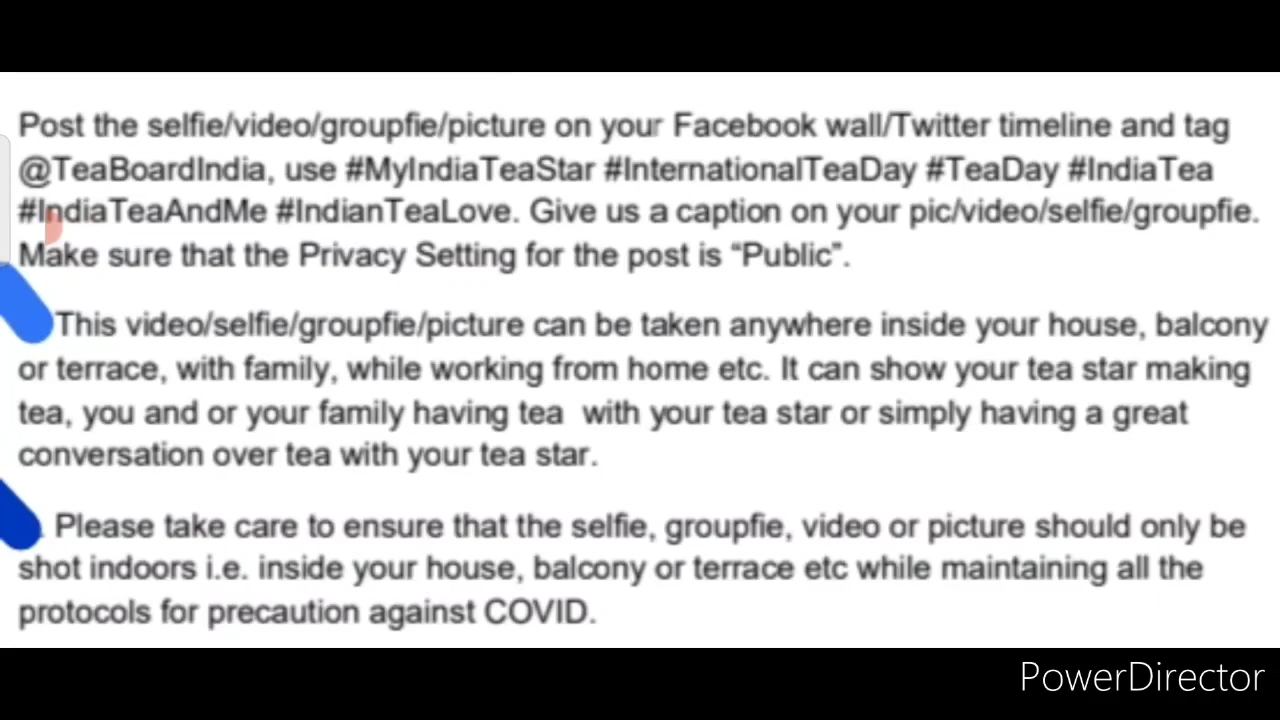 Post the selfie/video/groupfie/picture on your Facebook wall/Twitter timeline and tag
@TeaBoardIndia, use #MyIndiaTeaStar #InternationalTeaDay #TeaDay #IndiaTea
#IndiaTeaAndMe #IndianTeaLove. Give us a caption on your pic/video/selfie/groupfie.
Make sure that the Privacy Setting for the post is “Public”.
This video/selfie/groupfie/picture can be taken anywhere inside your house, balcony
or terrace, with family, while working from home etc. It can show your tea star making
tea, you and or your family having tea  with your tea star or simply having a great
conversation over tea with your tea star.
Please take care to ensure that the selfie, groupfie, video or picture should only be
shot indoors i.e. inside your house, balcony or terrace etc while maintaining all the
protocols for precaution against COVID.
PowerDirector